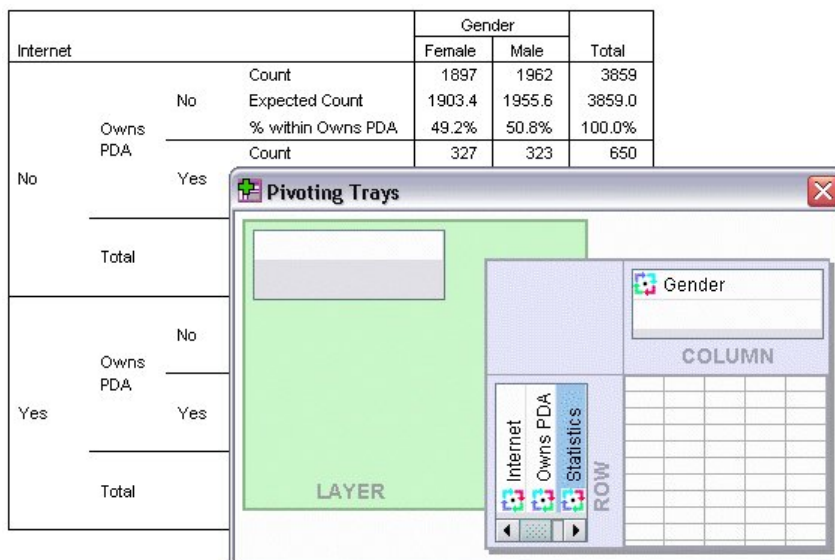 Gender
Internet Female Male Total
Count 1897 1962 3859
No Expected Count 1903.4 1955.6 3859.0
Owns PDA % within Owns PDA 49.2% 50.8% 100.0%
Count 327 323 650
No
Yes
Total
No
Owns PDA
Yes
Yes
Total
Pivoting Trays
LAYER
Gender
COLUMN
Internet
Owns PDA
Statistics
ROW